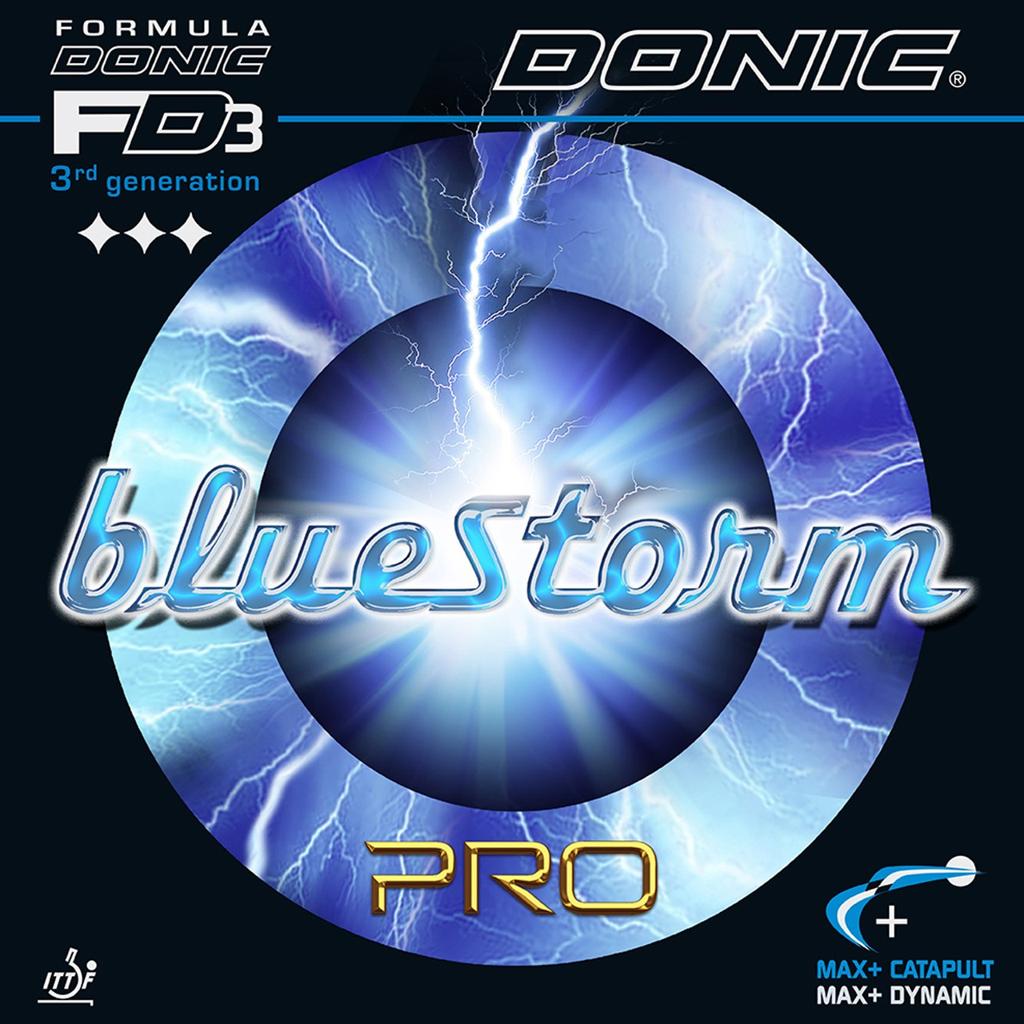 FORMULA
DONIC
FD3
3rd generation
DONIC®
bluestorm
PRO
ITTF
MAX+ CATAPULT
MAX+ DYNAMIC